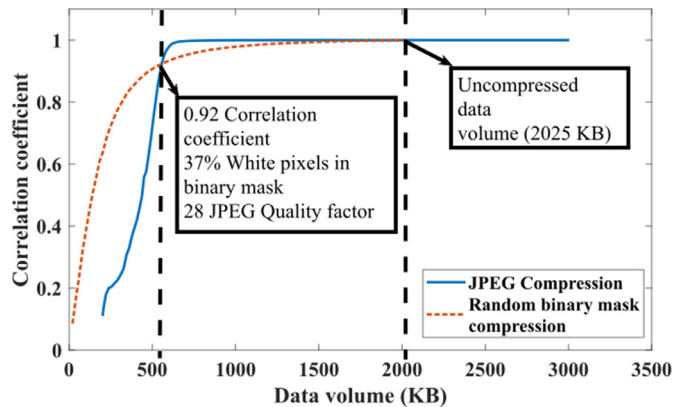 Correlation coefficient
1
0.8
0.6
0.4
0.2
0
0.92 Correlation
coefficient
37% White pixels in
binary mask
28 JPEG Quality factor
Uncompressed
data
volume (2025 KB)
JPEG Compression
Random binary mask
compression
0
500
1000
1500
2000
2500
3000
3500
Data volume (KB)